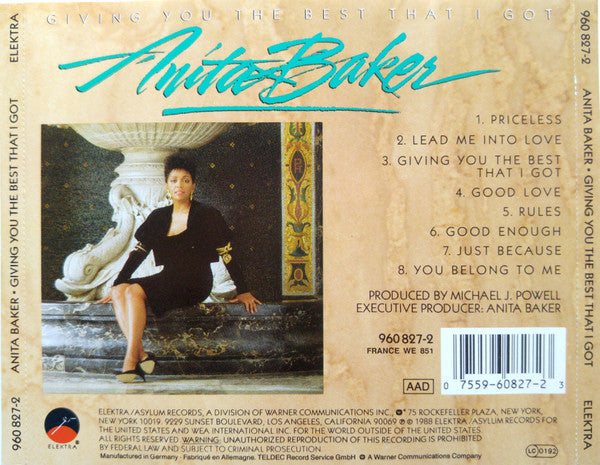 GIVING YOU THE BEST THAT I GOT
Anita Baker
1. PRICELESS
2. LEAD ME INTO LOVE
3. GIVING YOU THE BEST
THAT I GOT
4. GOOD LOVE
5. RULES
6. GOOD ENOUGH
7. JUST BECAUSE
8. YOU BELONG TO ME
PRODUCED BY MICHAEL J. POWELL
EXECUTIVE PRODUCER: ANITA BAKER
960 827-2
FRANCE WE 851
AAD
0 7559-60827-2 3
ELEKTRA/ASYLUM RECORDS, A DIVISION OF WARNER COMMUNICATIONS INC., 75 ROCKEFELLER PLAZA, NEW YORK,
NEW YORK 10019. 9229 SUNSET BOULEVARD, LOS ANGELES, CALIFORNIA 90069 ℗ © 1988 ELEKTRA/ASYLUM RECORDS FOR
THE UNITED STATES AND WEA INTERNATIONAL INC. FOR THE WORLD OUTSIDE OF THE UNITED STATES.
ALL RIGHTS RESERVED. WARNING: UNAUTHORIZED REPRODUCTION OF THIS RECORDING IS PROHIBITED
BY FEDERAL LAW AND SUBJECT TO CRIMINAL PROSECUTION
Manufactured in Germany · Fabriqué en Allemagne. TELDEC Record Service GmbH A Warner Communications Company
LC 0192
ELEKTRA
960 827-2 ANITA BAKER • GIVING YOU THE BEST THAT I GOT ELEKTRA
960 827-2 ANITA BAKER • GIVING YOU THE BEST THAT I GOT ELEKTRA